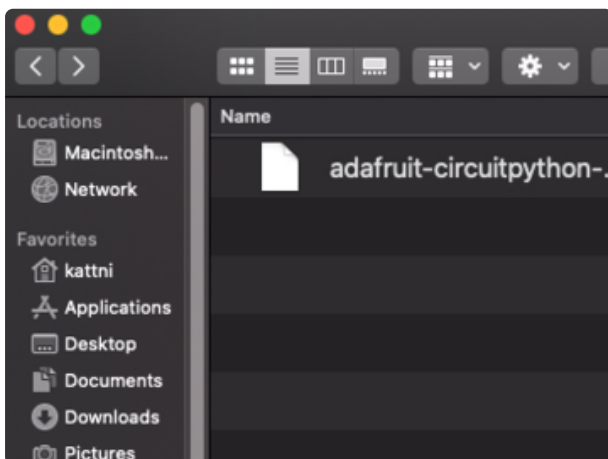 Locations
Macintosh...
Network
Favorites
kattni
Applications
Desktop
Documents
Downloads
Pictures
Name
adafruit-circuitpython-.